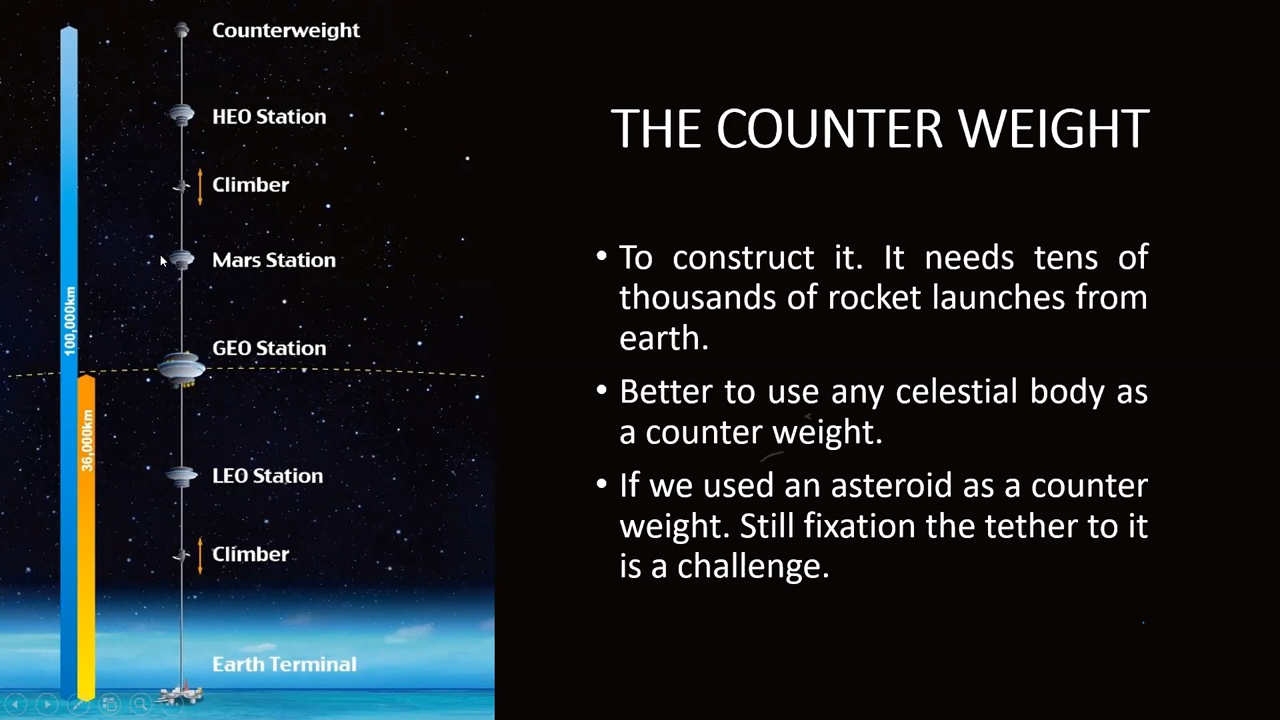 Counterweight
HEO Station
Climber
Mars Station
GEO Station
LEO Station
Climber
Earth Terminal
100,000km
36,000km
THE COUNTER WEIGHT
• To construct it. It needs tens of
thousands of rocket launches from
earth.
• Better to use any celestial body as
a counter weight.
• If we used an asteroid as a counter
weight. Still fixation the tether to it
is a challenge.